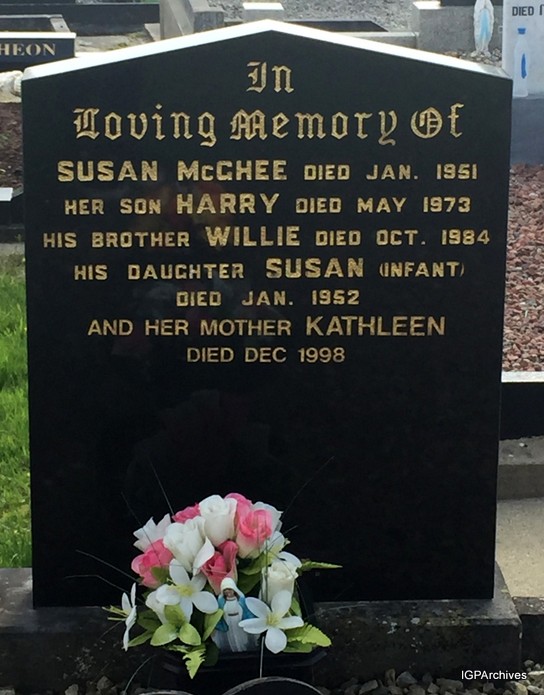 HEON
DIED
In
Loving Memory Of
SUSAN McGHEE DIED JAN. 1951
HER SON HARRY DIED MAY 1973
HIS BROTHER WILLIE DIED OCT. 1984
HIS DAUGHTER SUSAN (INFANT)
DIED JAN. 1952
AND HER MOTHER KATHLEEN
DIED DEC 1998
IGPArchives